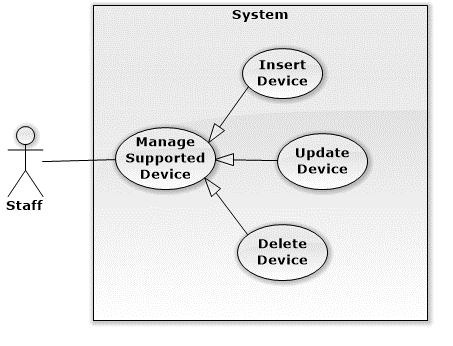 System
Insert
Device
Manage
Supported
Device
Update
Device
Staff
Delete
Device